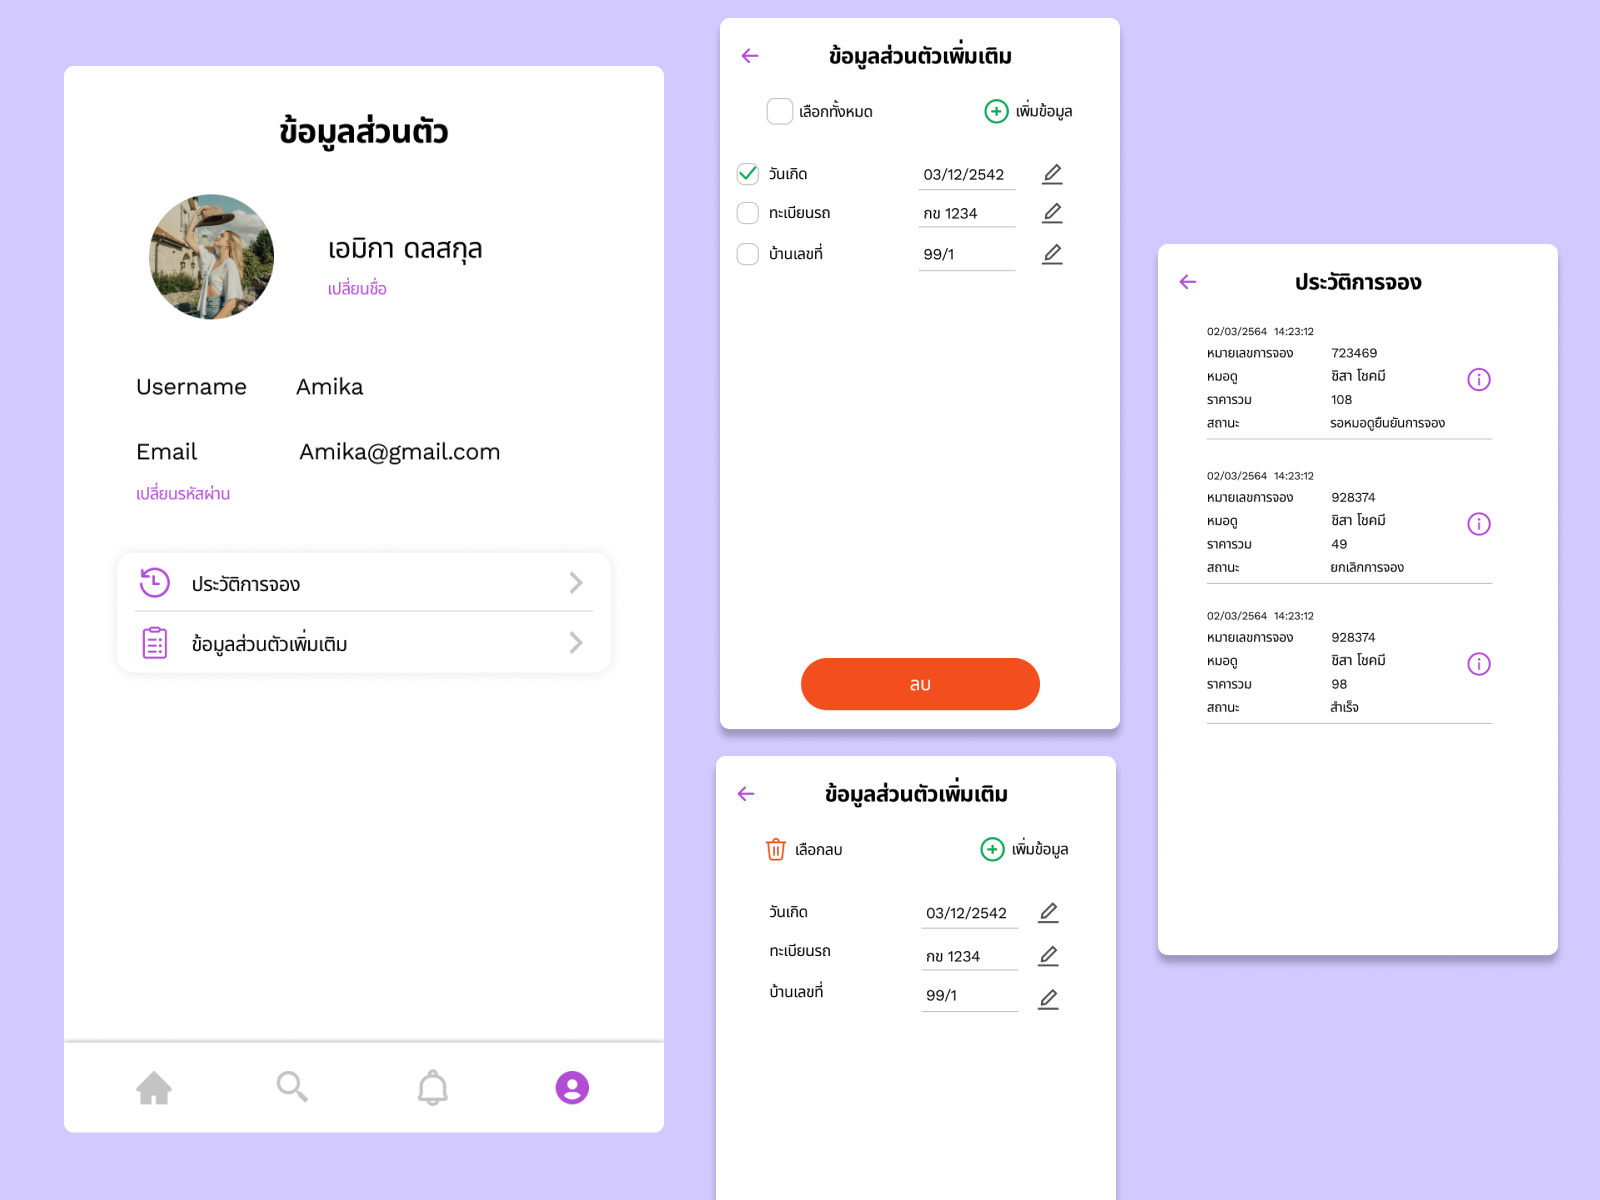 ข้อมูลส่วนตัว
เอมิกา ดลสกุล
เปลี่ยนชื่อ
Username Amika
Email Amika@gmail.com
เปลี่ยนรหัสผ่าน
ประวัติการจอง
ข้อมูลส่วนตัวเพิ่มเติม
ข้อมูลส่วนตัวเพิ่มเติม
เลือกทั้งหมด เพิ่มข้อมูล
วันเกิด 03/12/2542
ทะเบียนรถ กข 1234
บ้านเลขที่ 99/1
ลบ
ข้อมูลส่วนตัวเพิ่มเติม
เลือกลบ เพิ่มข้อมูล
วันเกิด 03/12/2542
ทะเบียนรถ กข 1234
บ้านเลขที่ 99/1
ประวัติการจอง
02/03/2564 14:23:12
หมายเลขการจอง 723469
หมอดู ชิสา โชคมี
ราคารวม 108
สถานะ รอหมอดูยืนยันการจอง
02/03/2564 14:23:12
หมายเลขการจอง 928374
หมอดู ชิสา โชคมี
ราคารวม 49
สถานะ ยกเลิกการจอง
02/03/2564 14:23:12
หมายเลขการจอง 928374
หมอดู ชิสา โชคมี
ราคารวม 98
สถานะ สำเร็จ